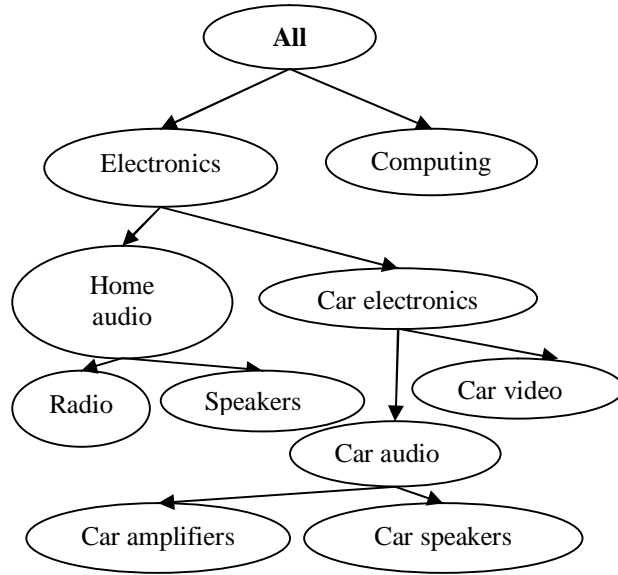 All
Electronics
Computing
Home
audio
Car electronics
Radio
Speakers
Car video
Car audio
Car amplifiers
Car speakers